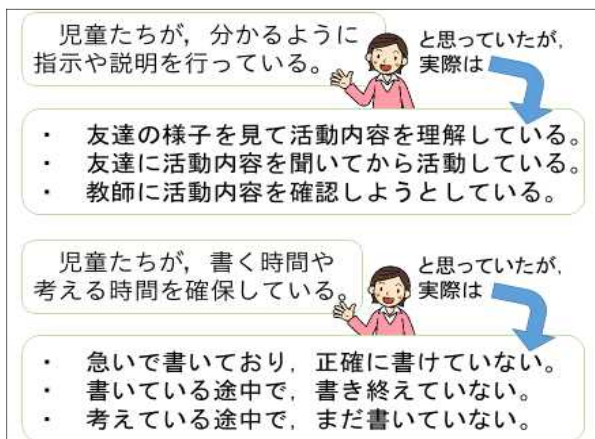 児童たちが，分かるように
指示や説明を行っている。
と思っていたが，
実際は
・ 友達の様子を見て活動内容を理解している。
・ 友達に活動内容を聞いてから活動している。
・ 教師に活動内容を確認しようとしている。
児童たちが，書く時間や
考える時間を確保している。
と思っていたが，
実際は
・ 急いで書いており，正確に書けていない。
・ 書いている途中で，書き終えていない。
・ 考えている途中で，まだ書いていない。